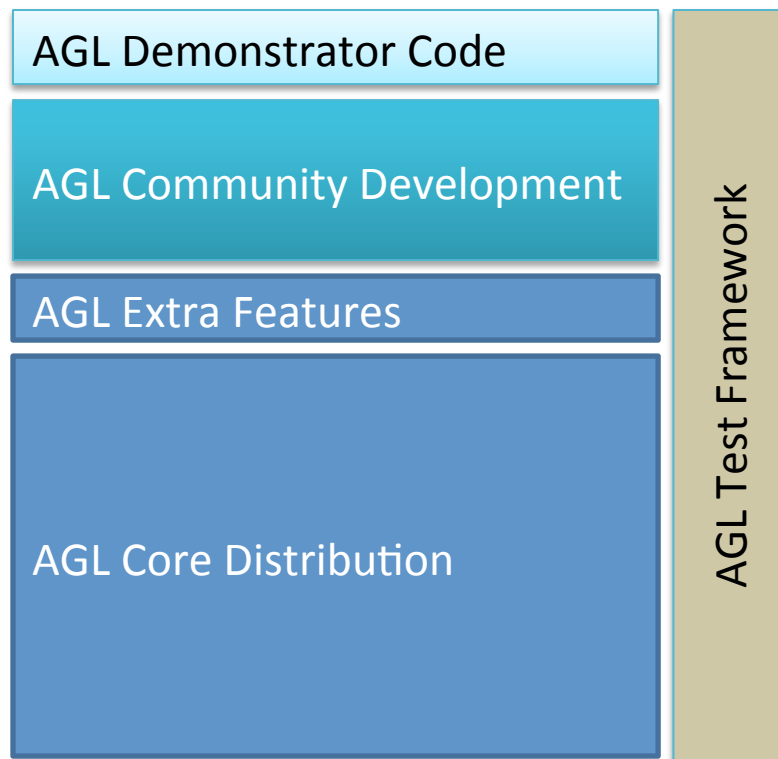 AGL Demonstrator Code
AGL Community Development
AGL Extra Features
AGL Core Distribution
AGL Test Framework